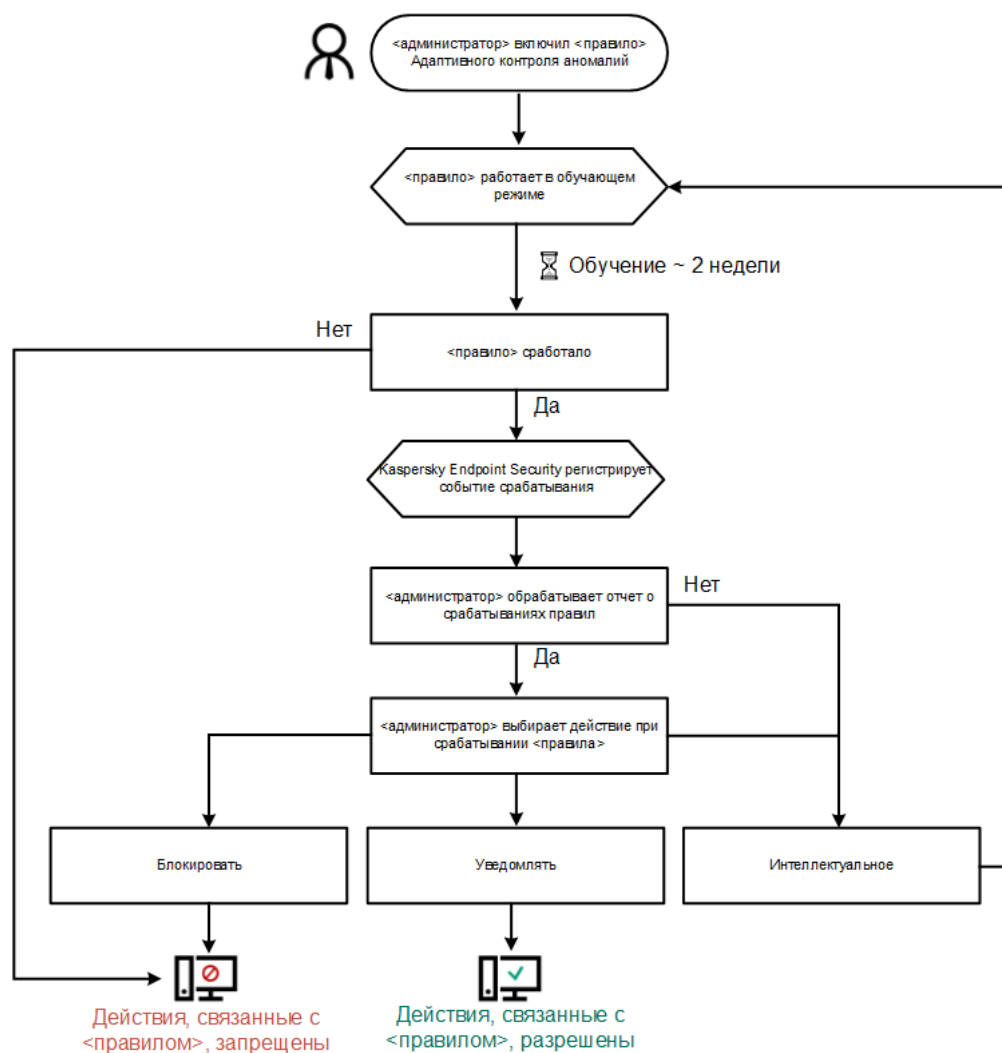 <администратор> включил <правило>
Адаптивного контроля аномалий
<правило> работает в обучающем
режиме
Обучение ~ 2 недели
Нет
<правило> сработало
Да
Kaspersky Endpoint Security регистрирует
событие срабатывания
<администратор> обрабатывает отчет о
срабатываниях правил
Нет
Да
<администратор> выбирает действие при
срабатывании <правила>
Блокировать
Уведомлять
Интеллектуальное
Действия, связанные с
<правилом>, запрещены
Действия, связанные с
<правилом>, разрешены